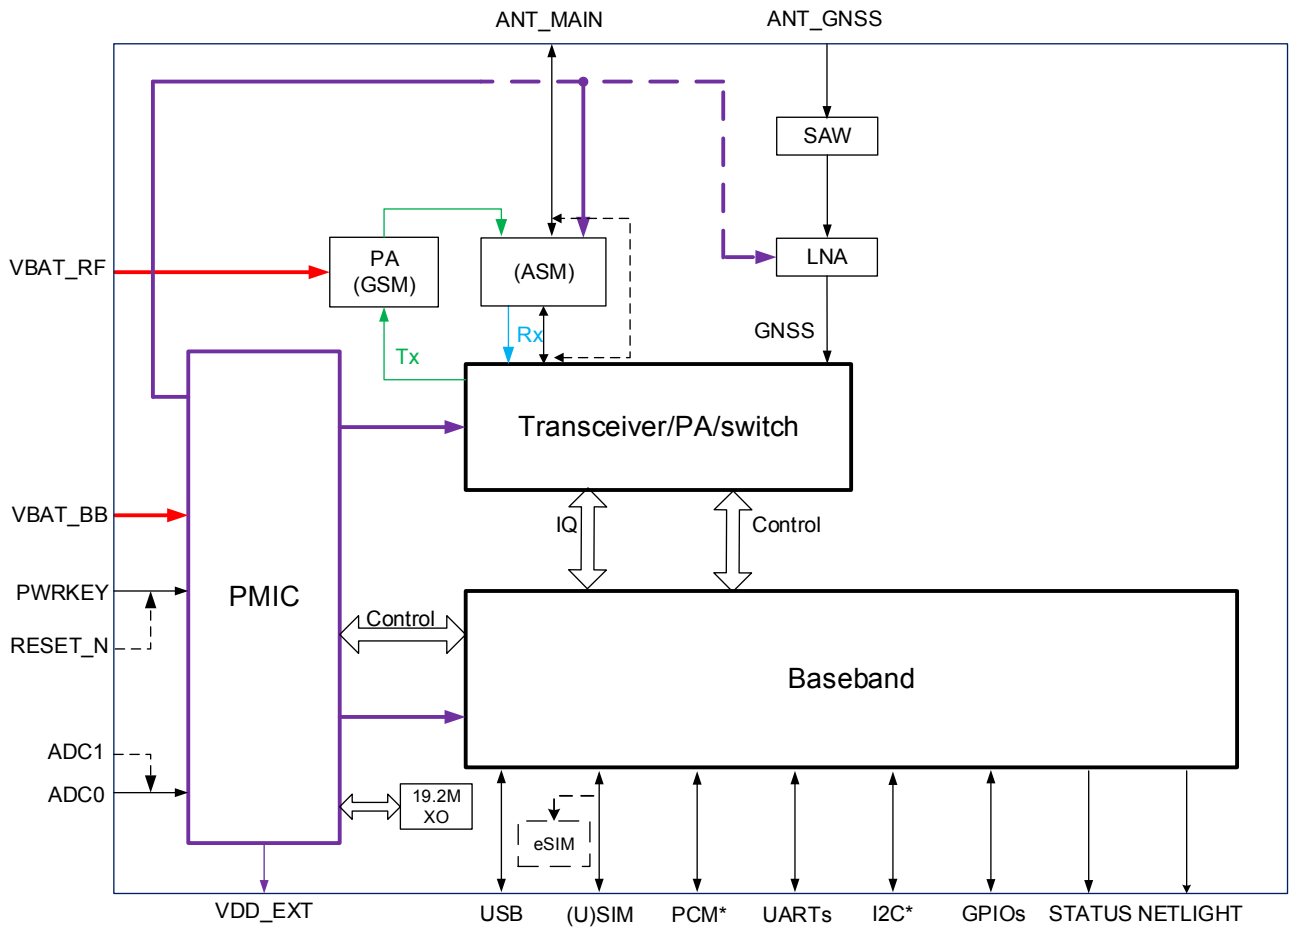 ANT_MAIN
ANT_GNSS
SAW
VBAT_RF
PA
(GSM)
(ASM)
LNA
GNSS
Rx
Tx
Transceiver/PA/switch
VBAT_BB
IQ
Control
PWRKEY
PMIC
Control
RESET_N
Baseband
ADC1
ADC0
19.2M
XO
eSIM
VDD_EXT
USB
(U)SIM
PCM*
UARTs
I2C*
GPIOs
STATUS
NETLIGHT